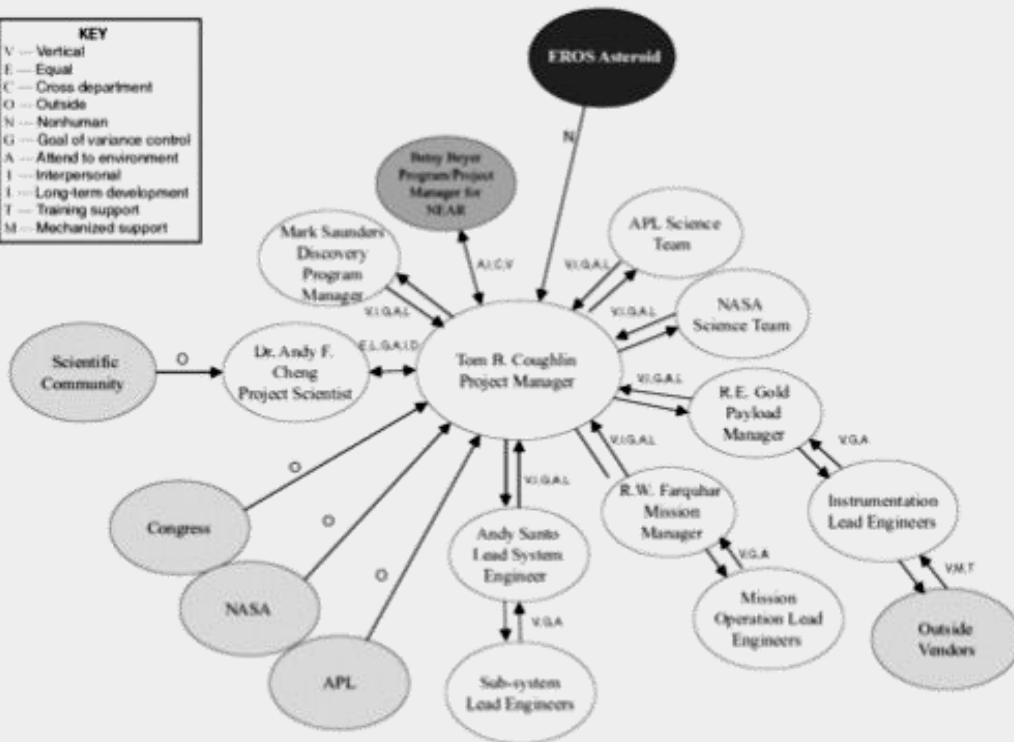 KEY
V --- Vertical
E --- Equal
C --- Cross department
O --- Outside
N --- Nonhuman
G --- Goal of variance control
A --- Attend to environment
I --- Interpersonal
L --- Long-term development
T --- Training support
M --- Mechanized support
EROS Asteroid
N
Betsy Beyer
Program/Project
Manager for
NEAR
A,I,C,V
Mark Saunders
Discovery
Program
Manager
V,I,G,A,L
APL Science
Team
V,I,G,A,L
NASA
Science Team
V,I,G,A,L
Scientific
Community
O
Dr. Andy F.
Cheng
Project Scientist
E,L,G,A,I,D
Tom B. Coughlin
Project Manager
V,I,G,A,L
R.E. Gold
Payload
Manager
V,G,A
Instrumentation
Lead Engineers
V,M,T
Outside
Vendors
V,I,G,A,L
R.W. Farquhar
Mission
Manager
V,G,A
Mission
Operation Lead
Engineers
V,I,G,A,L
Andy Santo
Lead System
Engineer
V,G,A
Sub-system
Lead Engineers
O
Congress
O
NASA
O
APL